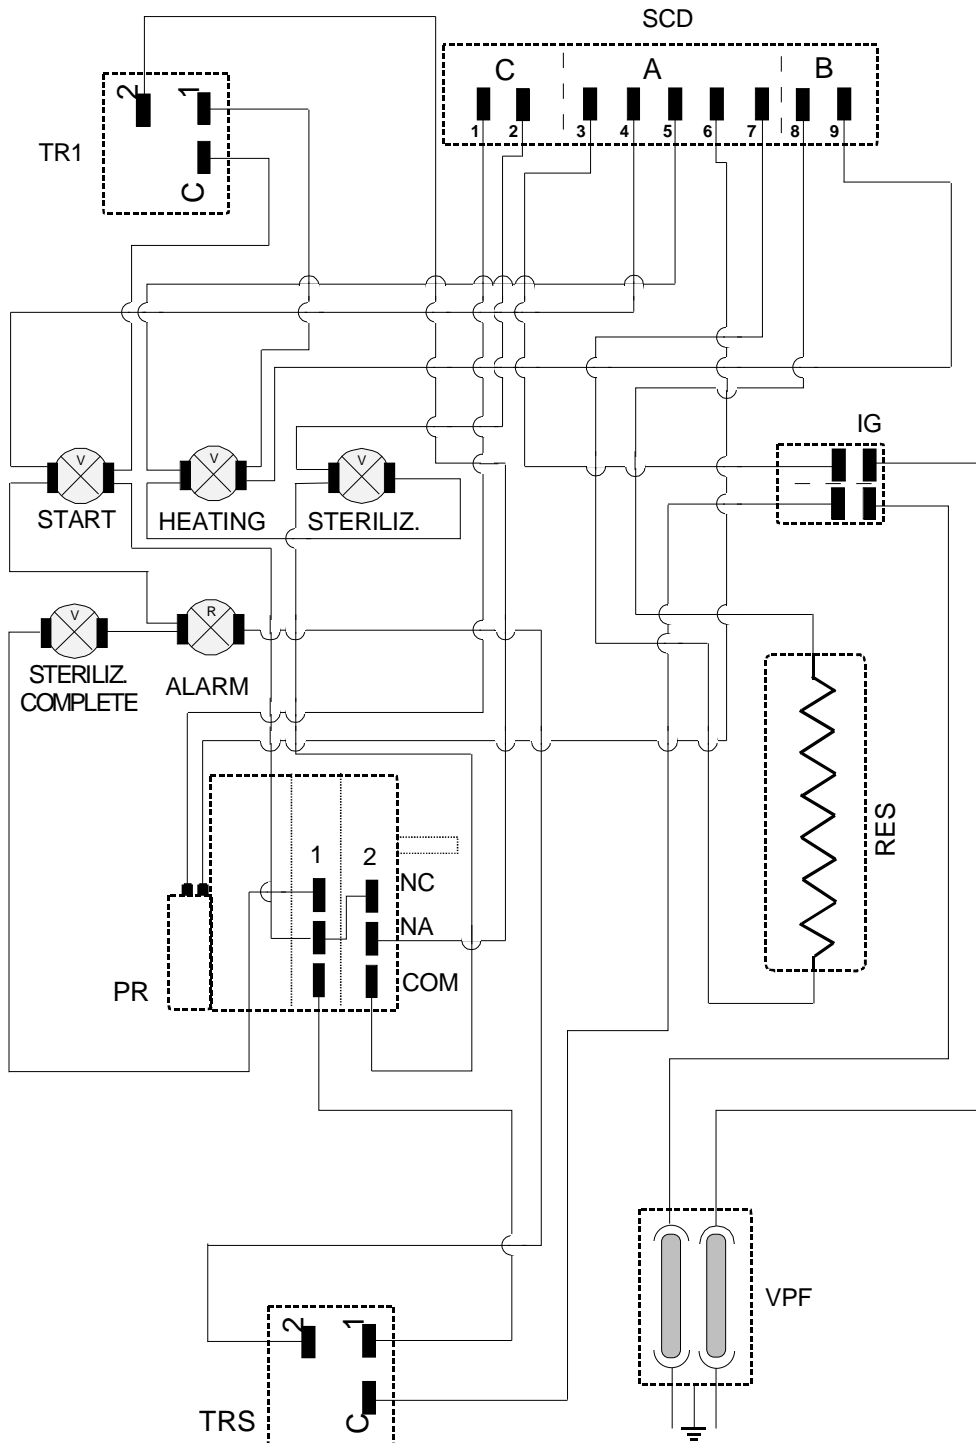 SCD
C A B
1 2 3 4 5 6 7 8 9
2 1
TR1
C
IG
V V V
START HEATING STERILIZ.
V R
STERILIZ.
COMPLETE
ALARM
RES
1 2
NC
NA
COM
PR
VPF
2 1
TRS C